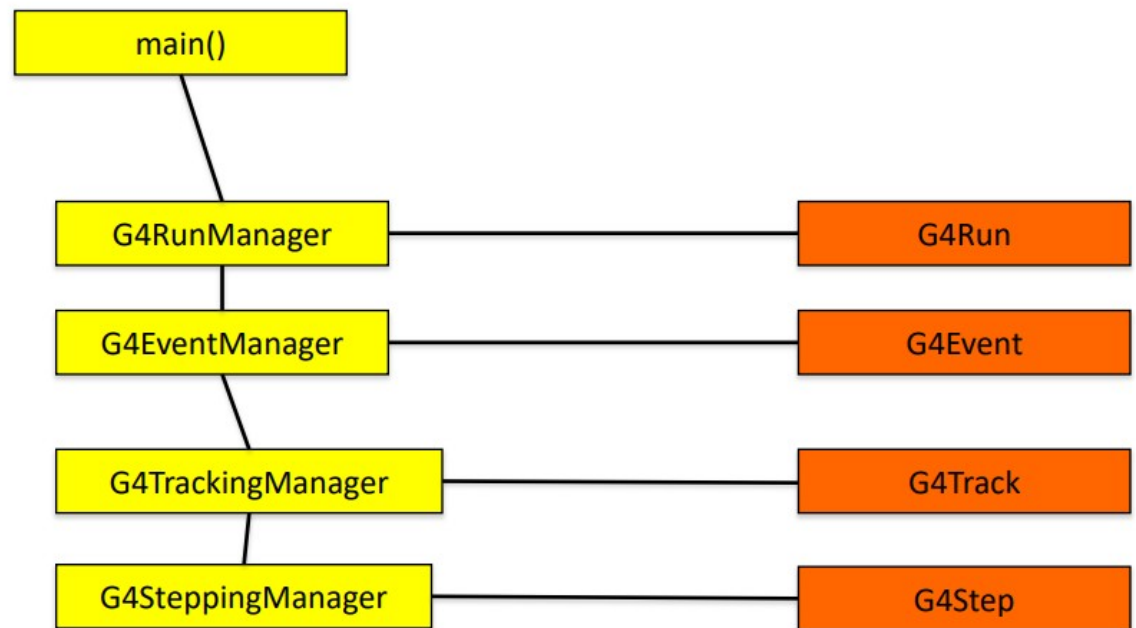 main()
G4RunManager
G4Run
G4EventManager
G4Event
G4TrackingManager
G4Track
G4SteppingManager
G4Step